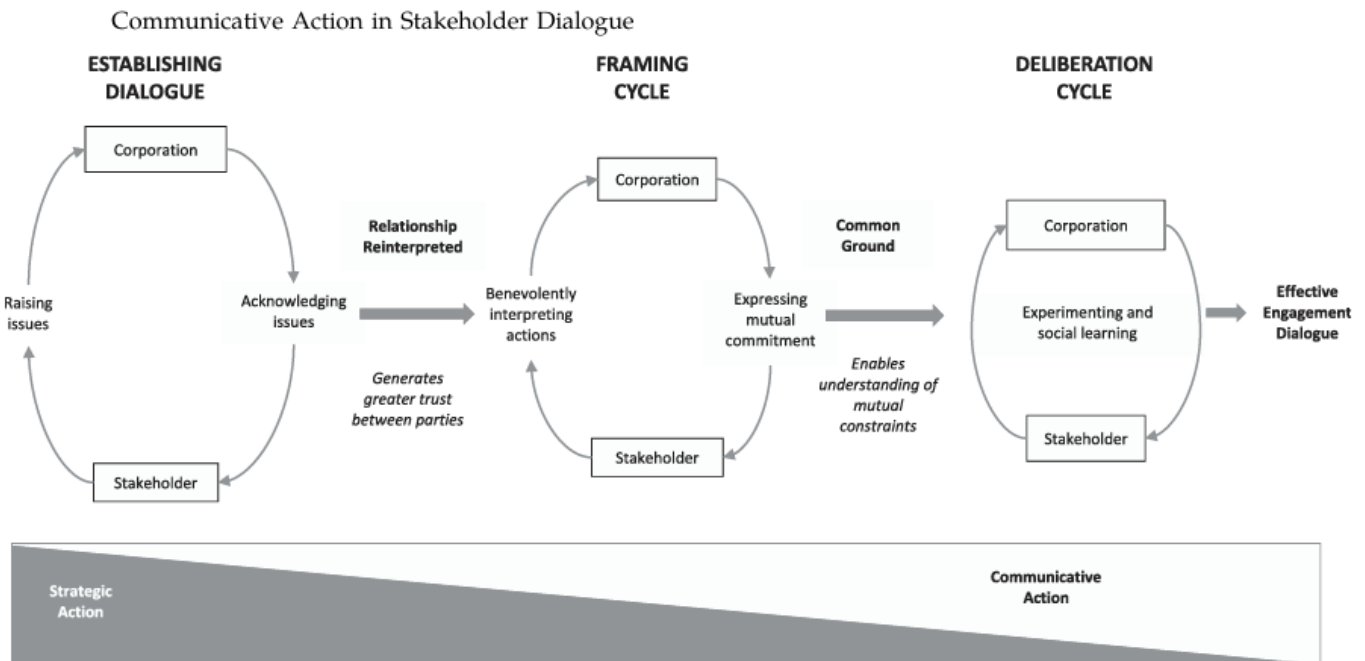 Communicative Action in Stakeholder Dialogue
ESTABLISHING
DIALOGUE
Corporation
Raising
issues
Acknowledging
issues
Stakeholder
Relationship
Reinterpreted
Generates
greater trust
between parties
FRAMING
CYCLE
Corporation
Benevolently
interpreting
actions
Expressing
mutual
commitment
Stakeholder
Common
Ground
Enables
understanding of
mutual
constraints
DELIBERATION
CYCLE
Corporation
Experimenting and
social learning
Stakeholder
Effective
Engagement
Dialogue
Strategic
Action
Communicative
Action